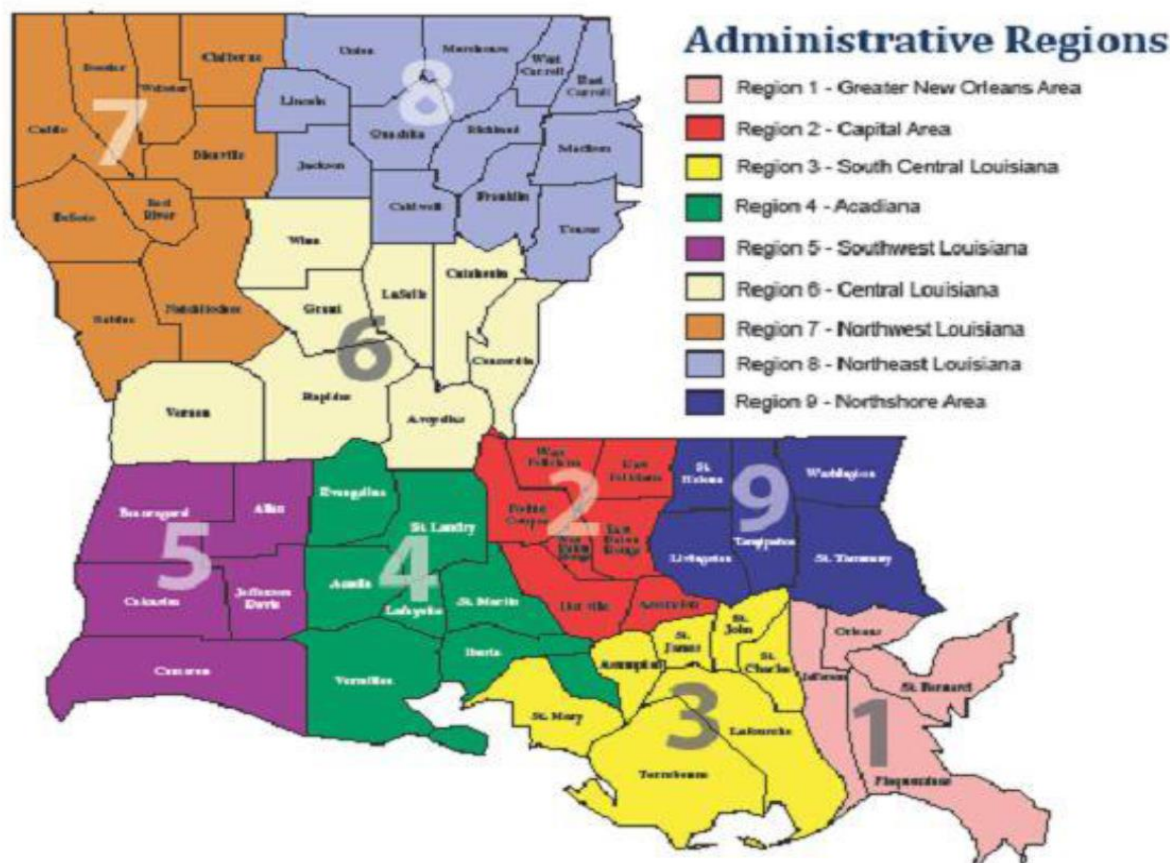 Administrative Regions
Region 1 - Greater New Orleans Area
Region 2 - Capital Area
Region 3 - South Central Louisiana
Region 4 - Acadiana
Region 5 - Southwest Louisiana
Region 6 - Central Louisiana
Region 7 - Northwest Louisiana
Region 8 - Northeast Louisiana
Region 9 - Northshore Area
Caddo
Bossier
Webster
Claiborne
Bienville
DeSoto
Red
River
Sabine
Natchitoches
7
Union
Morehouse
West
Carroll
East
Carroll
Lincoln
Ouachita
Richland
Madison
Jackson
Caldwell
Franklin
Tensas
8
Winn
Grant
LaSalle
Catahoula
Concordia
Vernon
Rapides
Avoyelles
6
Beauregard
Allen
Calcasieu
Jefferson
Davis
Cameron
5
Evangeline
St. Landry
Acadia
Lafayette
St. Martin
Iberia
Vermilion
4
West
Feliciana
East
Feliciana
Pointe
Coupee
West
Baton
Rouge
East
Baton
Rouge
Iberville
Ascension
2
St.
Helena
Washington
Livingston
Tangipahoa
St. Tammany
9
Assumption
St.
James
St.
John
St.
Charles
St. Mary
Lafourche
Terrebonne
3
Orleans
Jefferson
St. Bernard
Plaquemines
1